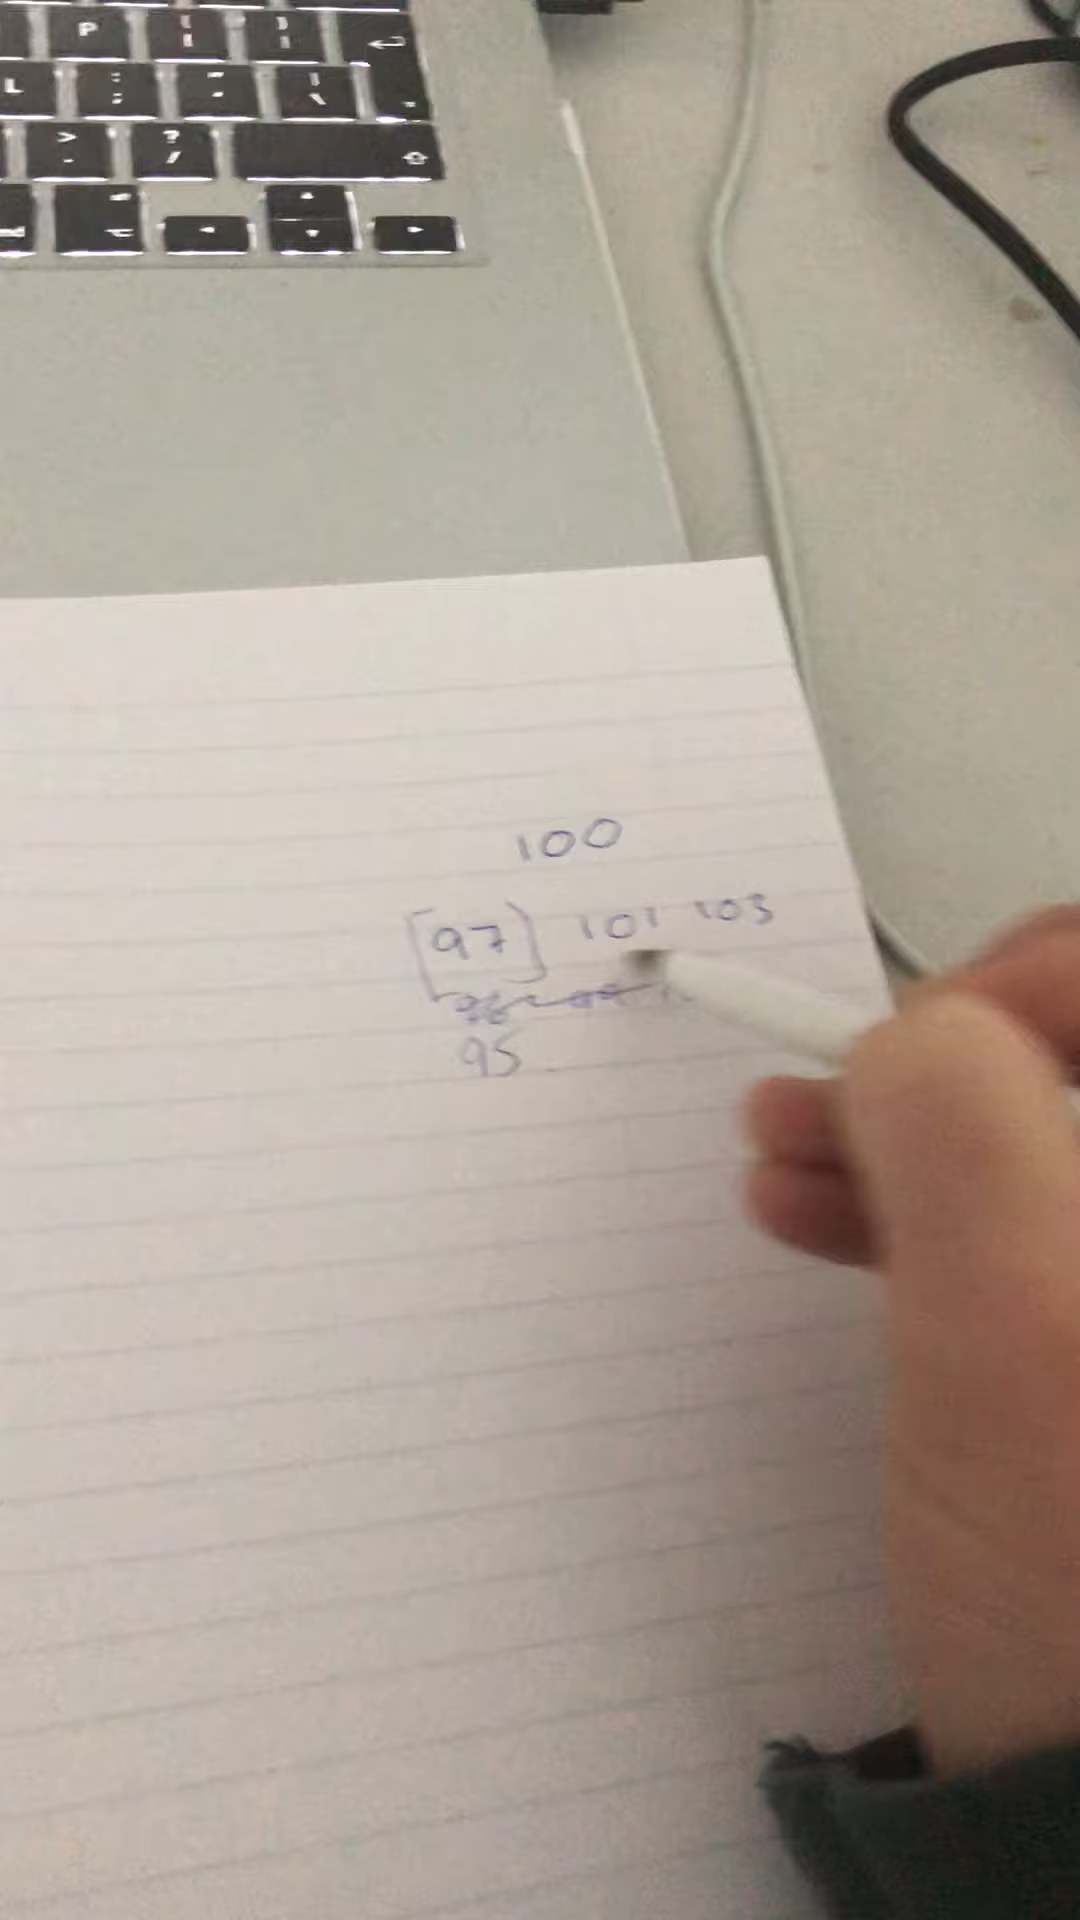 P { [ } ]
L : ; " ' | \
> . ? /
100
[97] 101 103
95